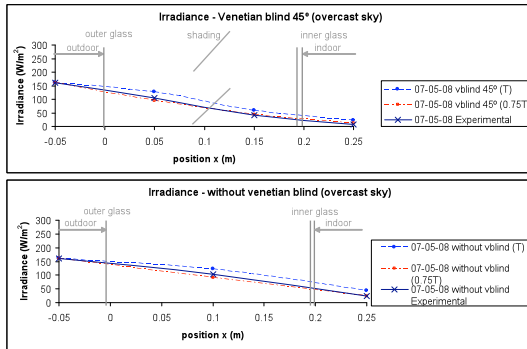 Irradiance - Venetian blind 45º (overcast sky)
outer glass
shading
inner glass
outdoor
indoor
Irradiance (W/m²)
300
250
200
150
100
50
0
-0.05
0
0.05
0.1
0.15
0.2
0.25
position x (m)
07-05-08 vblind 45º (T)
07-05-08 vblind 45º (0.75T)
07-05-08 Experimental
Irradiance - without venetian blind (overcast sky)
outer glass
inner glass
outdoor
indoor
Irradiance (W/m²)
300
250
200
150
100
50
0
-0.05
0
0.05
0.1
0.15
0.2
0.25
position x (m)
07-05-08 without vblind (T)
07-05-08 without vblind
(0.75T)
07-05-08 without vblind
Experimental